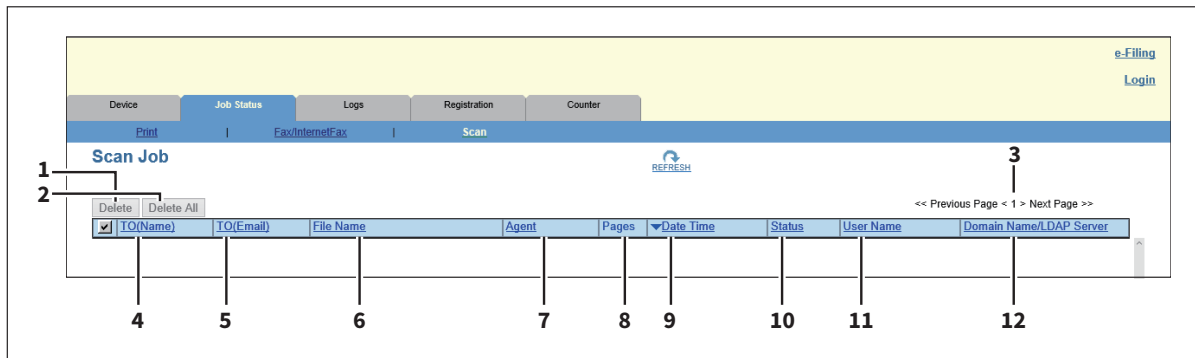 e-Filing
Login
Device Job Status Logs Registration Counter
Print | Fax/InternetFax | Scan
Scan Job
REFRESH
1
2
3
Delete Delete All
<< Previous Page < 1 > Next Page >>
TO(Name) TO(Email) File Name Agent Pages Date Time Status User Name Domain Name/LDAP Server
4 5 6 7 8 9 10 11 12